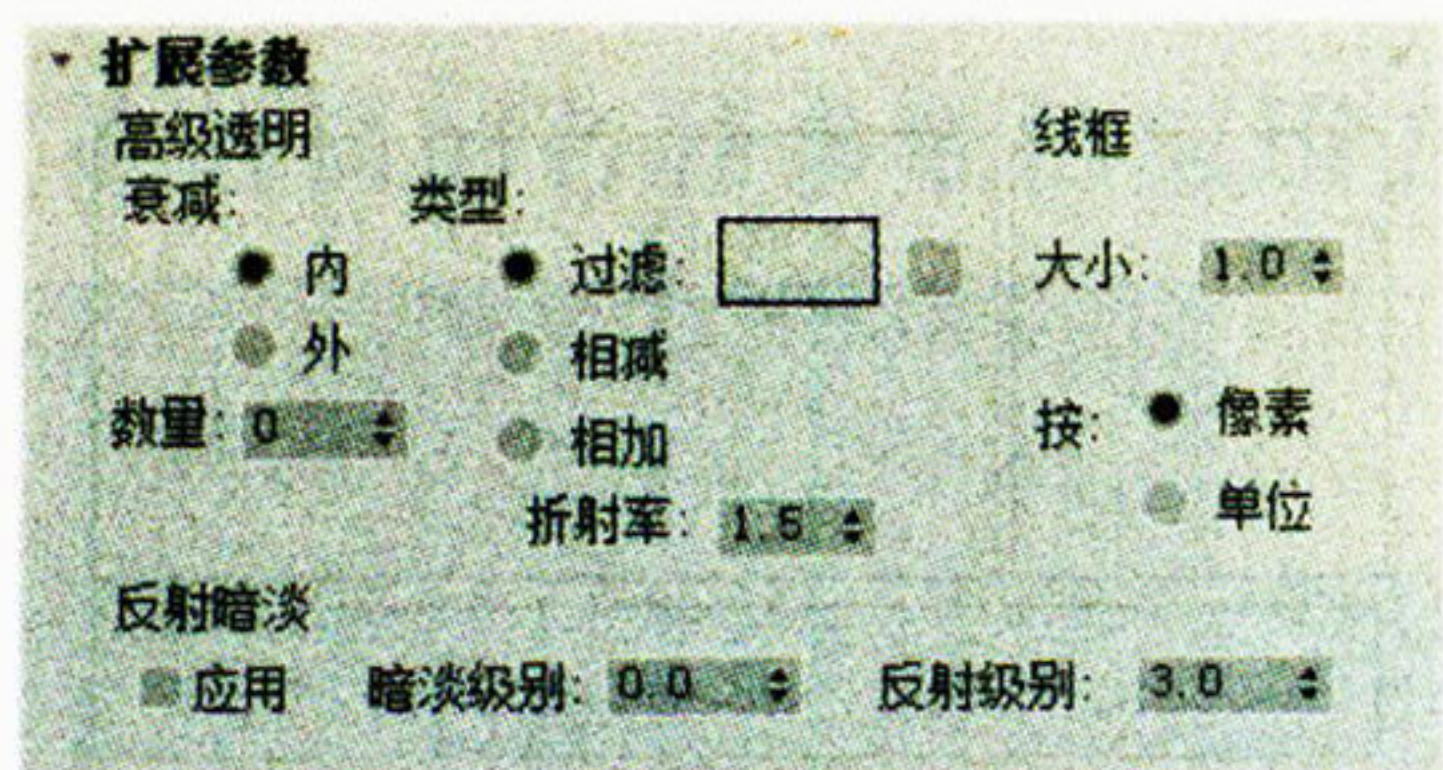 扩展参数
高级透明 线框
衰减: 类型:
内 过滤: 大小: 1.0
外 相减
数量: 0 相加 按: 像素
折射率: 1.5 单位
反射暗淡
应用 暗淡级别: 0.0 反射级别: 3.0